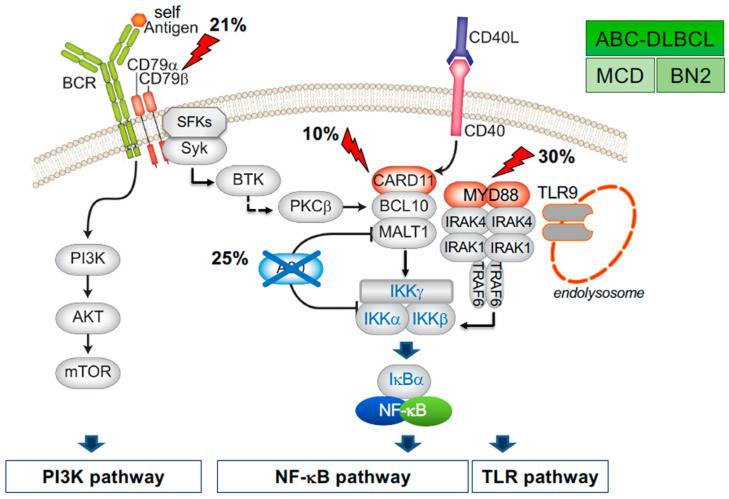 self
Antigen
21%
BCR
CD79α
CD79β
CD40L
CD40
ABC-DLBCL
MCD
BN2
SFKs
Syk
BTK
PKCβ
10%
CARD11
BCL10
MALT1
30%
MYD88
IRAK4
IRAK4
IRAK1
IRAK1
TRAF6
TRAF6
TLR9
endolysosome
25%
PI3K
AKT
mTOR
IKKγ
IKKα
IKKβ
IκBα
NF-κB
PI3K pathway
NF-κB pathway
TLR pathway